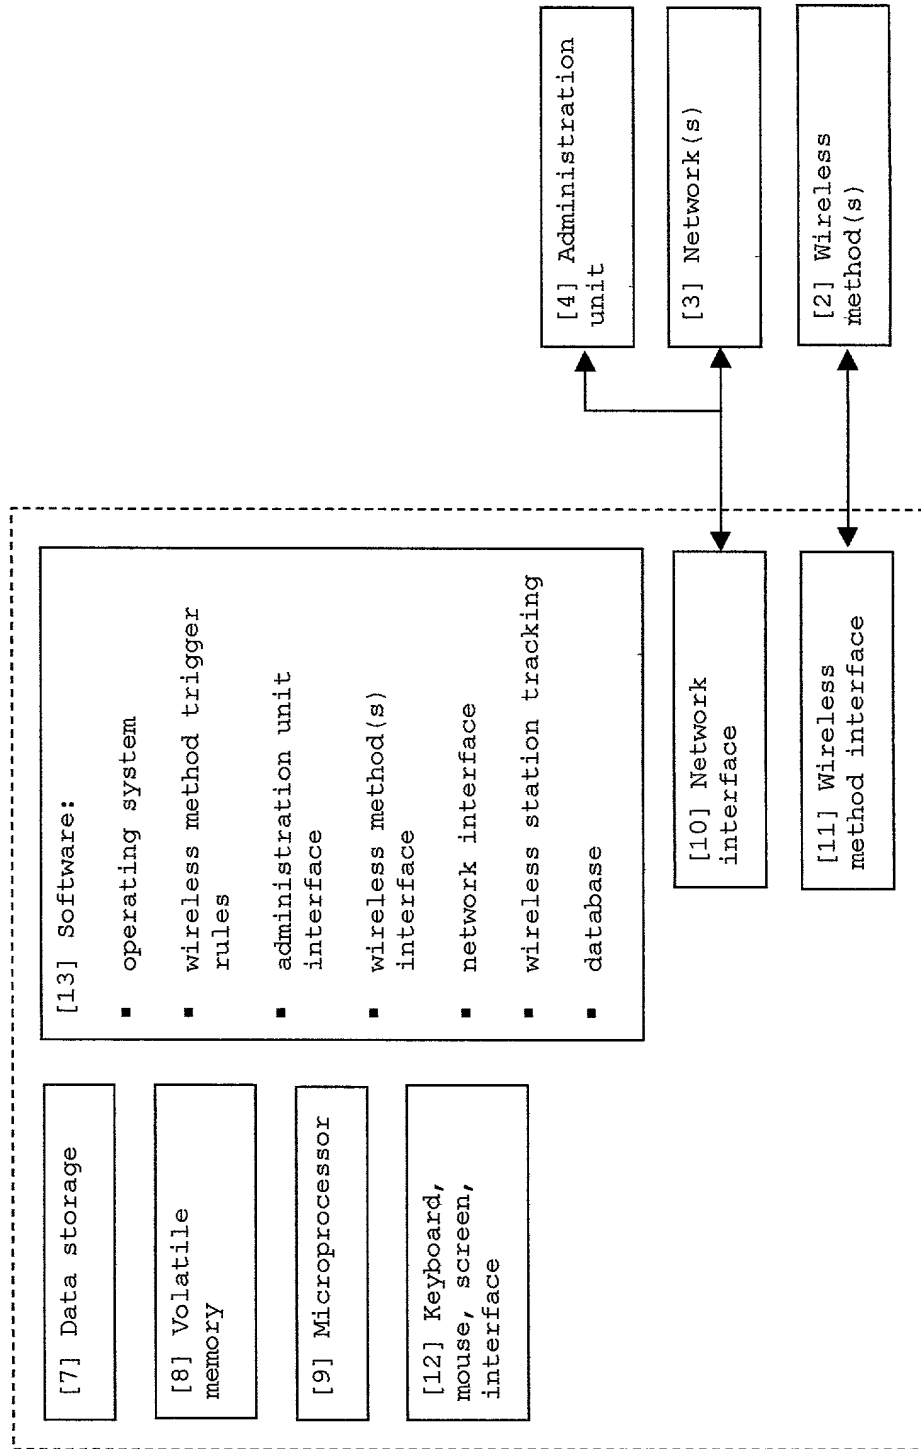 [7] Data storage
[8] Volatile
memory
[9] Microprocessor
[12] Keyboard,
mouse, screen,
interface
[13] Software:
▪ operating system
▪ wireless method trigger
rules
▪ administration unit
interface
▪ wireless method(s)
interface
▪ network interface
▪ wireless station tracking
▪ database
[10] Network
interface
[11] Wireless
method interface
[4] Administration
unit
[3] Network(s)
[2] Wireless
method(s)